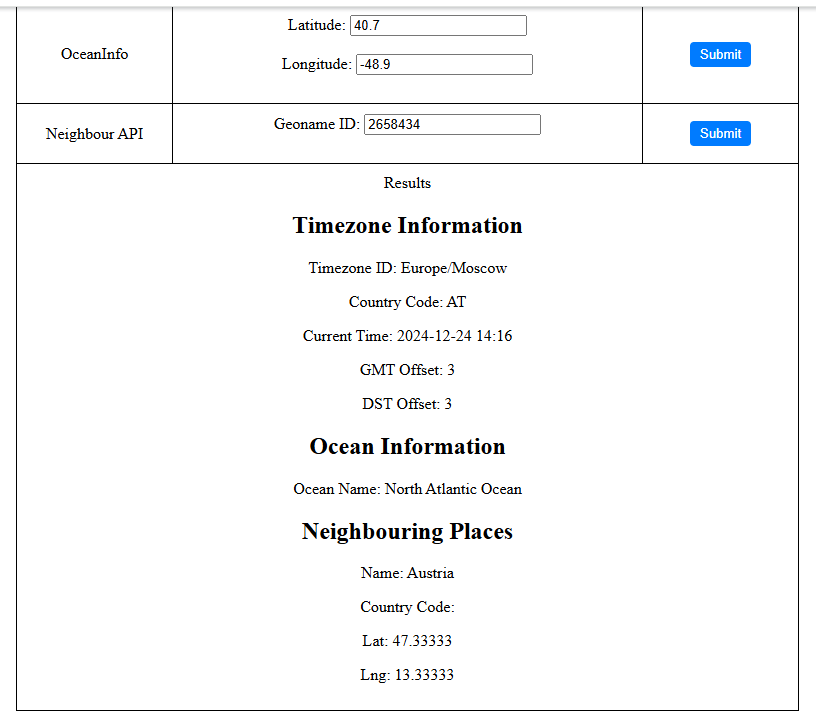 Latitude: 40.7
OceanInfo
Longitude: -48.9
Submit
Neighbour API
Geoname ID: 2658434
Submit
Results
Timezone Information
Timezone ID: Europe/Moscow
Country Code: AT
Current Time: 2024-12-24 14:16
GMT Offset: 3
DST Offset: 3
Ocean Information
Ocean Name: North Atlantic Ocean
Neighbouring Places
Name: Austria
Country Code:
Lat: 47.33333
Lng: 13.33333